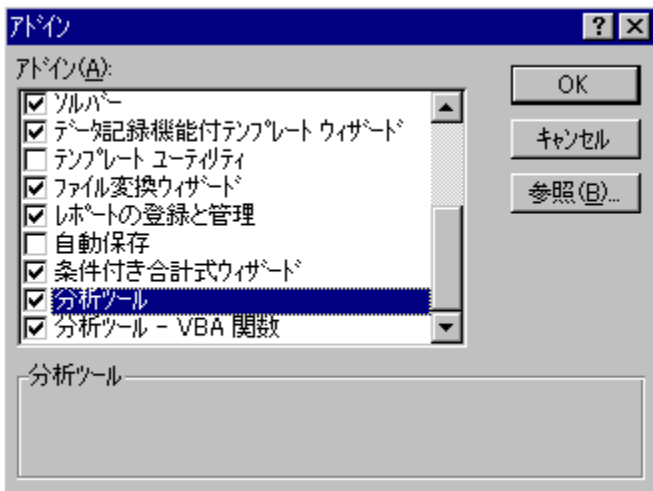 アドイン
アドイン(A):
ソルバー
データ記録機能付テンプレート ウィザード
テンプレート ユーティリティ
ファイル変換ウィザード
レポートの登録と管理
自動保存
条件付き合計式ウィザード
分析ツール
分析ツール - VBA 関数
OK
キャンセル
参照(B)...
分析ツール